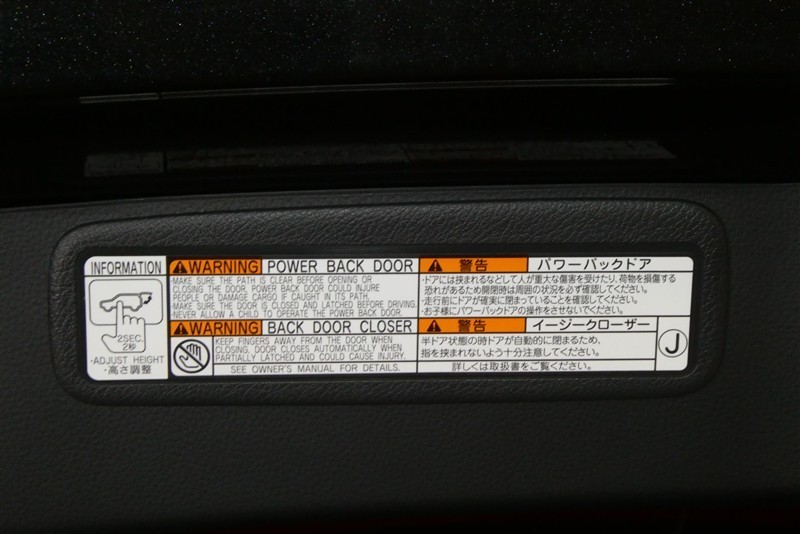 INFORMATION
2SEC.
2秒
・ADJUST HEIGHT
・高さ調整
WARNING POWER BACK DOOR
・MAKE SURE THE PATH IS CLEAR BEFORE OPENING OR
CLOSING THE DOOR. POWER BACK DOOR COULD INJURE
PEOPLE OR DAMAGE CARGO IF CAUGHT IN ITS PATH.
・MAKE SURE THE DOOR IS CLOSED AND LATCHED BEFORE DRIVING.
・NEVER ALLOW A CHILD TO OPERATE THE POWER BACK DOOR.
WARNING BACK DOOR CLOSER
KEEP FINGERS AWAY FROM THE DOOR WHEN
CLOSING. DOOR CLOSES AUTOMATICALLY WHEN
PARTIALLY LATCHED AND COULD CAUSE INJURY.
SEE OWNER'S MANUAL FOR DETAILS.
警告 パワーバックドア
・ドアには挟まれるなどして人が重大な傷害を受けたり、荷物を損傷する
恐れがあるため開閉時は周囲の状況を必ず確認してください。
・走行前にドアが確実に閉まっていることを確認してください。
・お子様にパワーバックドアの操作をさせないでください。
警告 イージークローザー
半ドア状態の時ドアが自動的に閉まるため、
指を挟まれないよう十分注意してください。
詳しくは取扱書をご覧ください。
J